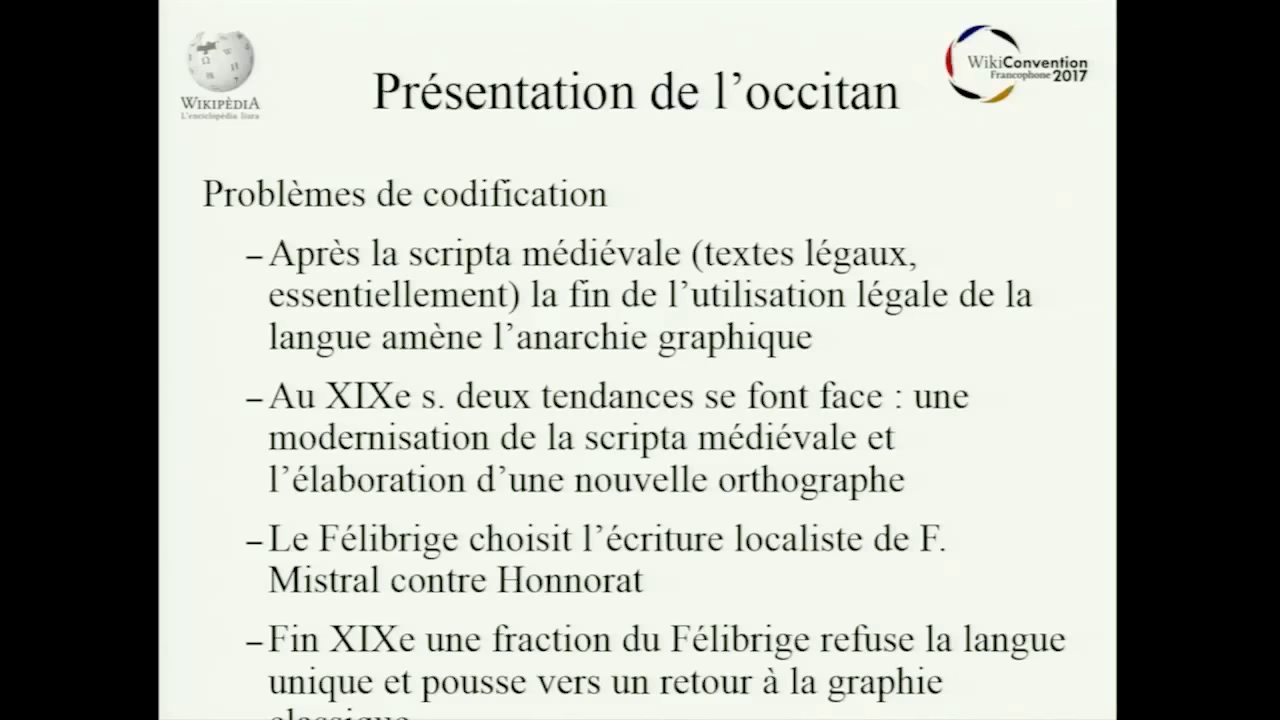 WIKIPÈDIA
L'enciclopèdia liura
Présentation de l'occitan
WikiConvention
Francophone 2017
Problèmes de codification
– Après la scripta médiévale (textes légaux,
essentiellement) la fin de l'utilisation légale de la
langue amène l'anarchie graphique
– Au XIXe s. deux tendances se font face : une
modernisation de la scripta médiévale et
l'élaboration d'une nouvelle orthographe
– Le Félibrige choisit l'écriture localiste de F.
Mistral contre Honnorat
– Fin XIXe une fraction du Félibrige refuse la langue
unique et pousse vers un retour à la graphie
classique